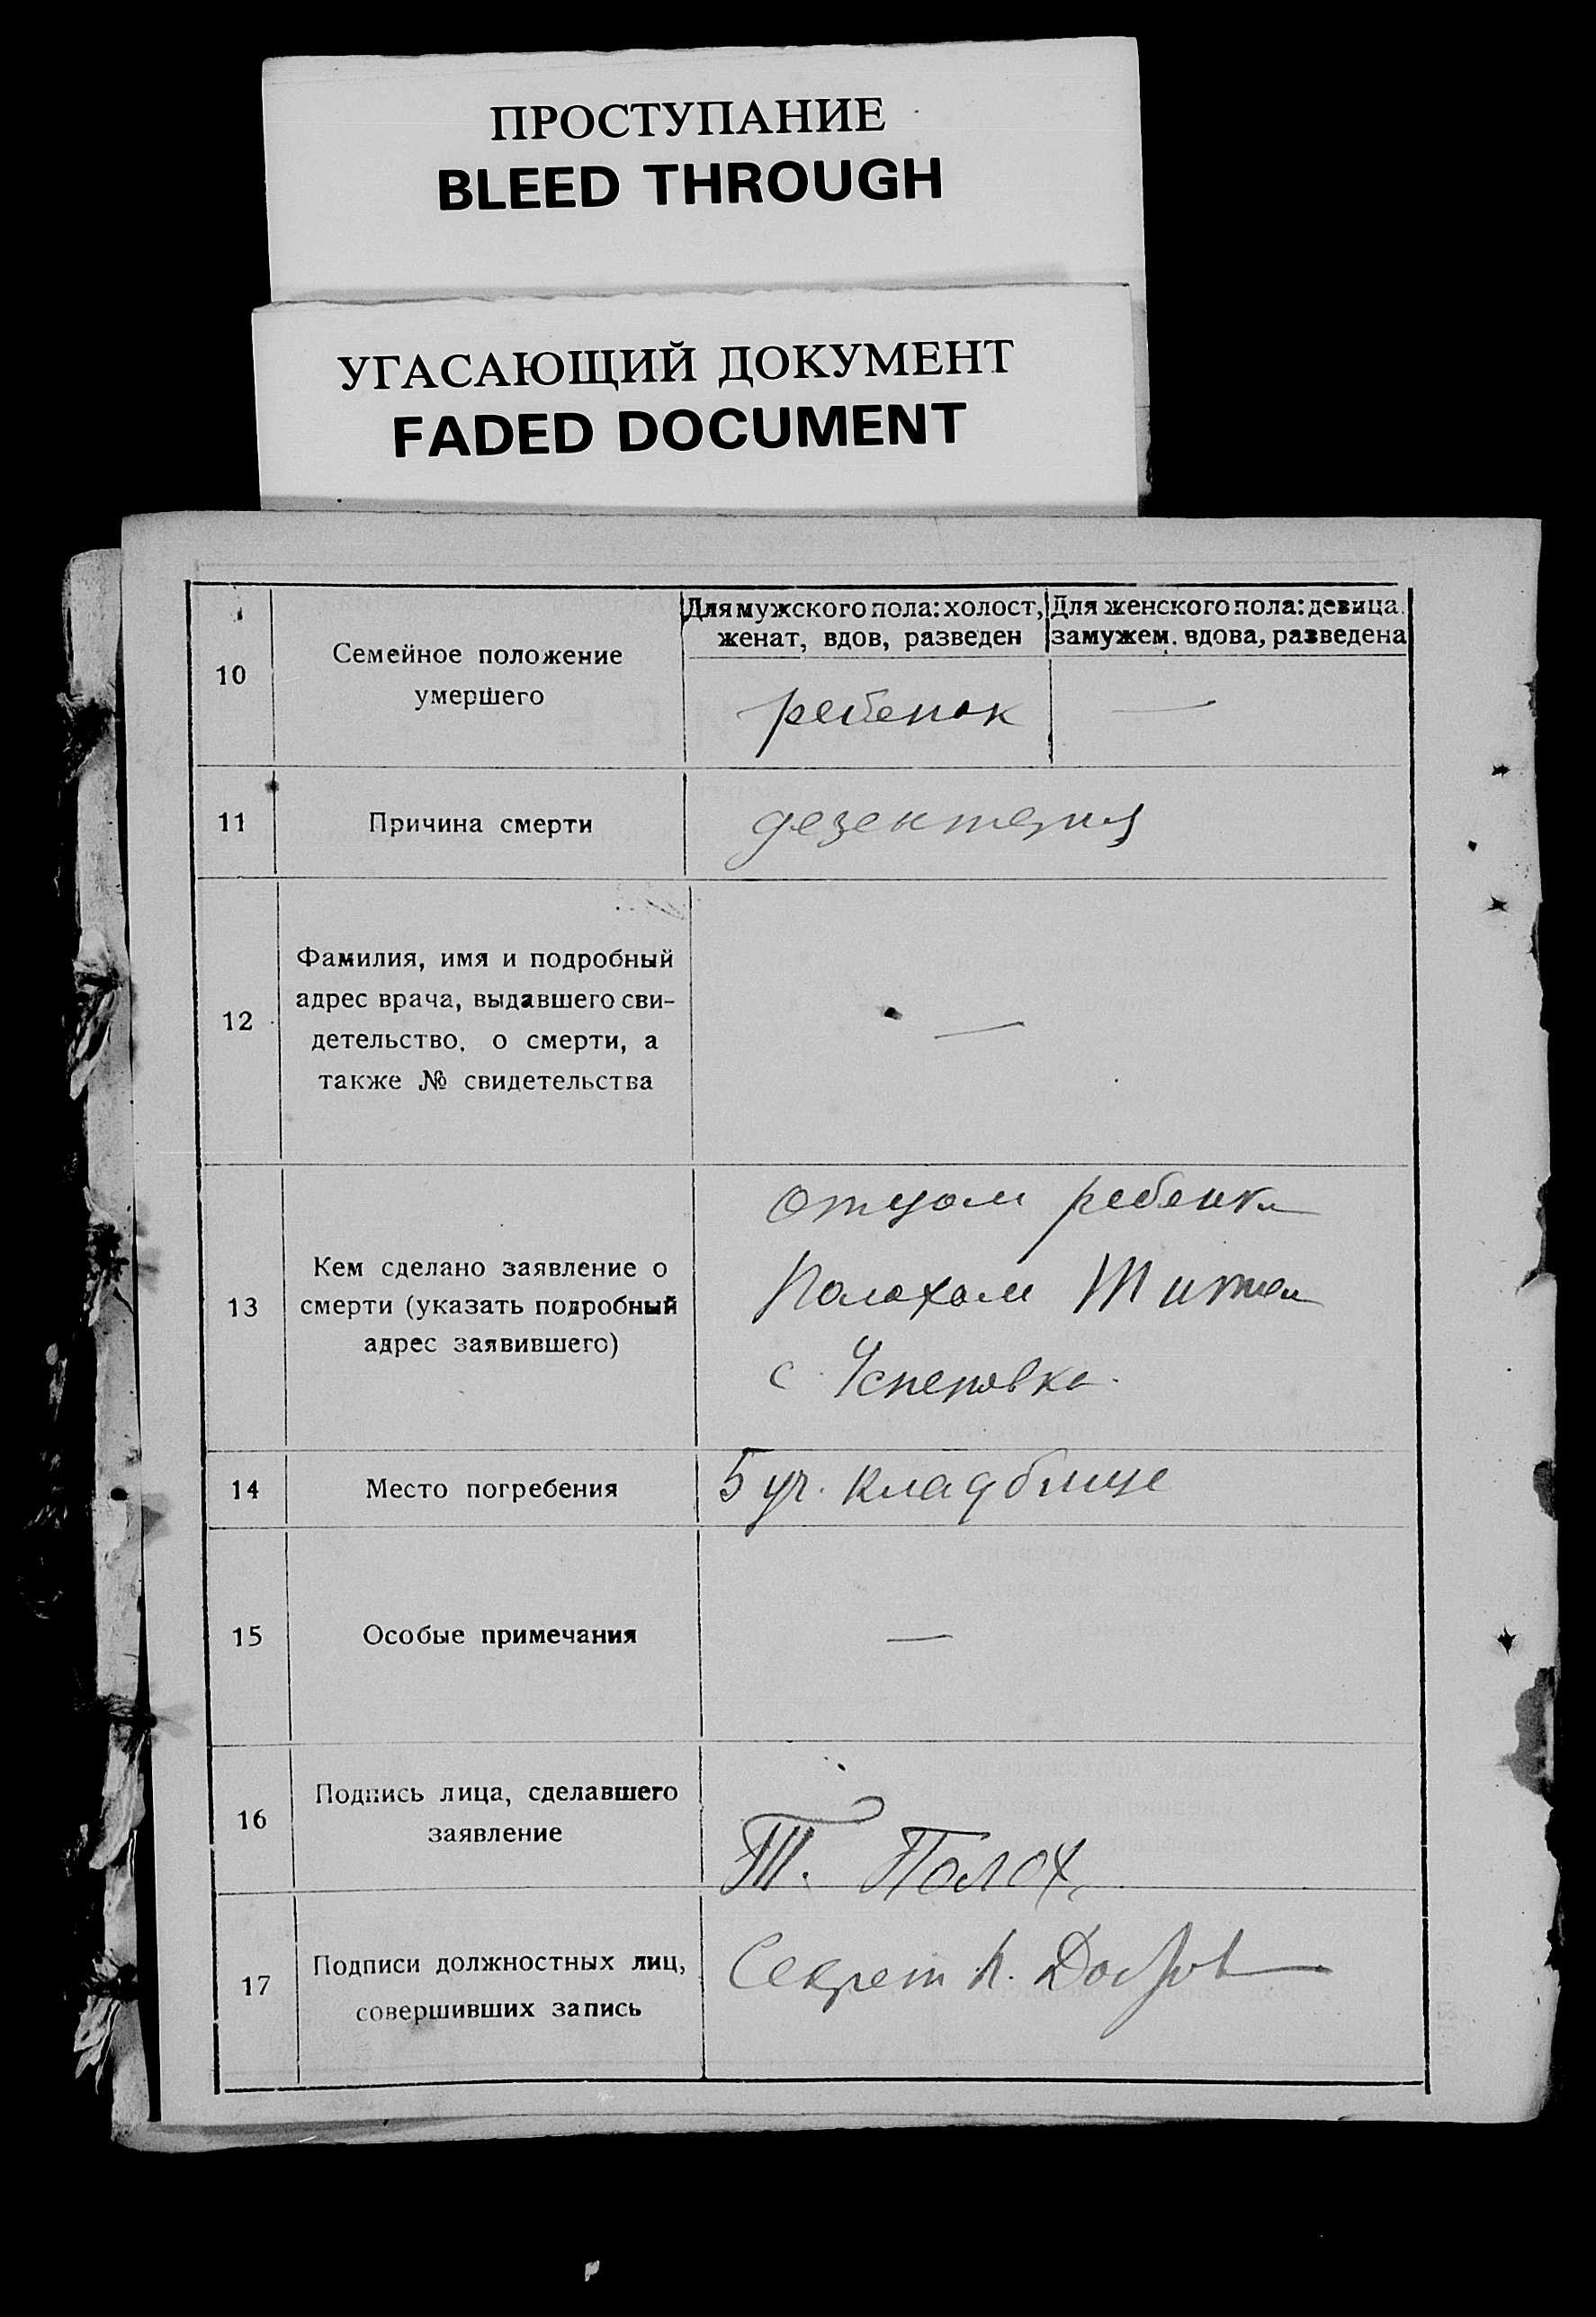 ПРОСТУПАНИЕ
BLEED THROUGH
УГАСАЮЩИЙ ДОКУМЕНТ
FADED DOCUMENT
10
Семейное положение
умершего
Для мужского пола: холост,
женат, вдов, разведен
Для женского пола: девица.
замужем. вдова, разведена
ребенок
—
11
Причина смерти
дезентерия
12
Фамилия, имя и подробный
адрес врача, выдавшего сви-
детельство, о смерти, а
также № свидетельства
—
13
Кем сделано заявление о
смерти (указать подробный
адрес заявившего)
отцом ребенка
Полохом
с.
14
Место погребения
5 уч. кладбище
15
Особые примечания
—
16
Подпись лица, сделавшего
заявление
Т. Полох
17
Подписи должностных лиц,
совершивших запись
Секрет